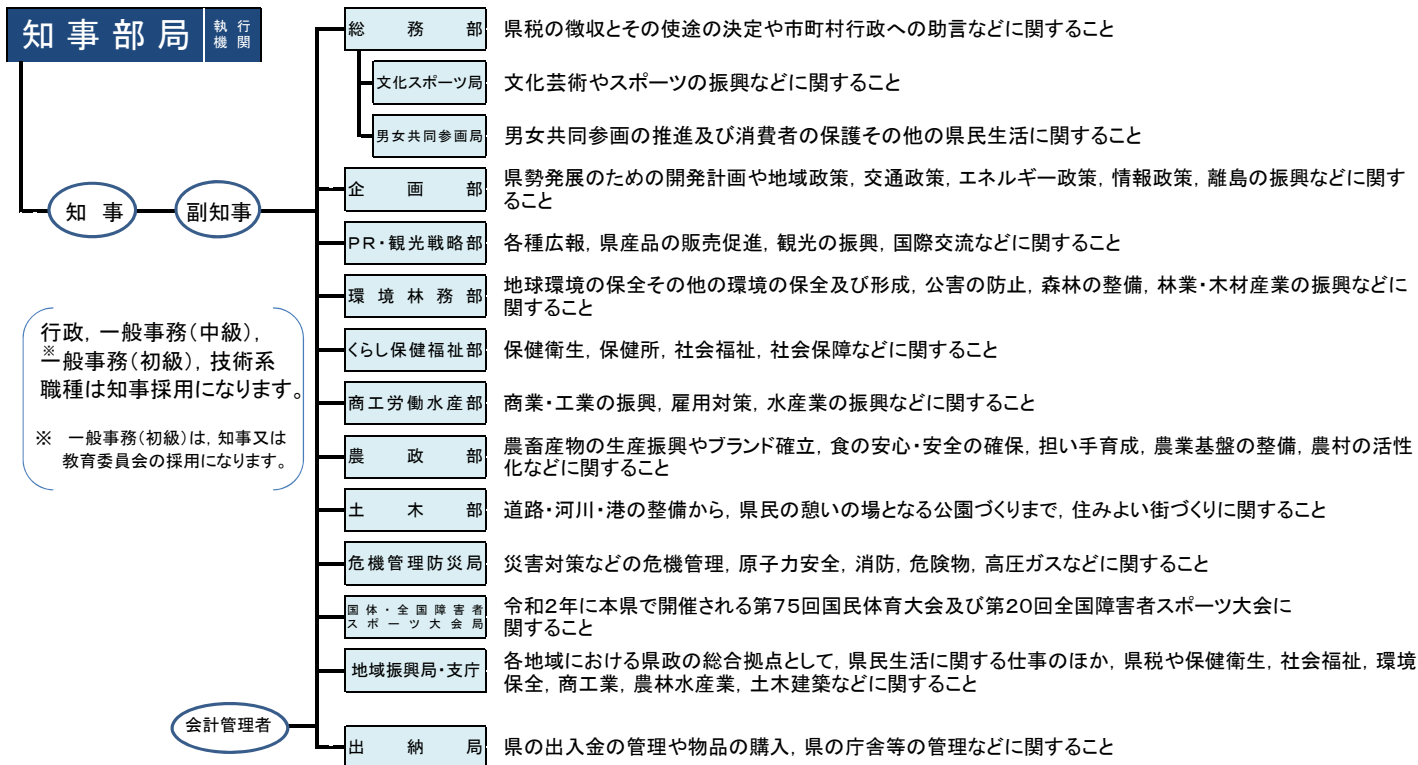 知事部局 執行機関
総務部 県税の徴収とその使途の決定や市町村行政への助言などに関すること
文化スポーツ局 文化芸術やスポーツの振興などに関すること
男女共同参画局 男女共同参画の推進及び消費者の保護その他の県民生活に関すること
企画部 県勢発展のための開発計画や地域政策，交通政策，エネルギー政策，情報政策，離島の振興などに関す
ること
知事
副知事
PR・観光戦略部 各種広報，県産品の販売促進，観光の振興，国際交流などに関すること
環境林務部 地球環境の保全その他の環境の保全及び形成，公害の防止，森林の整備，林業・木材産業の振興などに
関すること
くらし保健福祉部 保健衛生，保健所，社会福祉，社会保障などに関すること
商工労働水産部 商業・工業の振興，雇用対策，水産業の振興などに関すること
農政部 農畜産物の生産振興やブランド確立，食の安心・安全の確保，担い手育成，農業基盤の整備，農村の活性
化などに関すること
土木部 道路・河川・港の整備から，県民の憩いの場となる公園づくりまで，住みよい街づくりに関すること
危機管理防災局 災害対策などの危機管理，原子力安全，消防，危険物，高圧ガスなどに関すること
国体・全国障害者
スポーツ大会局
令和2年に本県で開催される第75回国民体育大会及び第20回全国障害者スポーツ大会に
関すること
地域振興局・支庁 各地域における県政の総合拠点として，県民生活に関する仕事のほか，県税や保健衛生，社会福祉，環境
保全，商工業，農林水産業，土木建築などに関すること
会計管理者
出納局 県の出入金の管理や物品の購入，県の庁舎等の管理などに関すること
行政，一般事務（中級），
※
一般事務（初級），技術系
職種は知事採用になります。
※ 一般事務（初級）は，知事又は
教育委員会の採用になります。